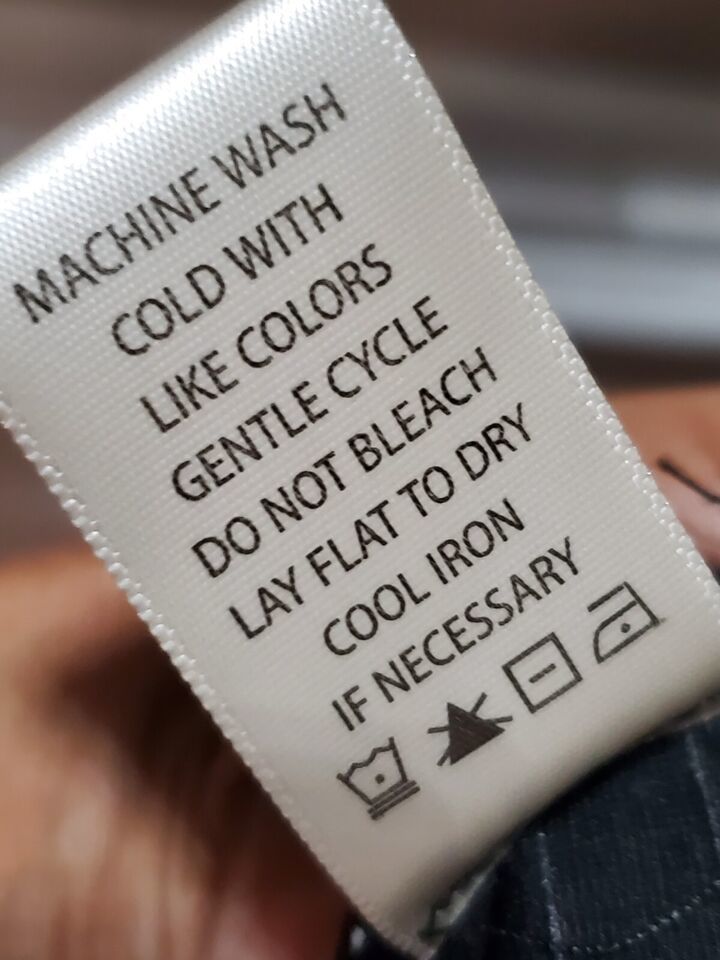 MACHINE WASH
COLD WITH
LIKE COLORS
GENTLE CYCLE
DO NOT BLEACH
LAY FLAT TO DRY
COOL IRON
IF NECESSARY